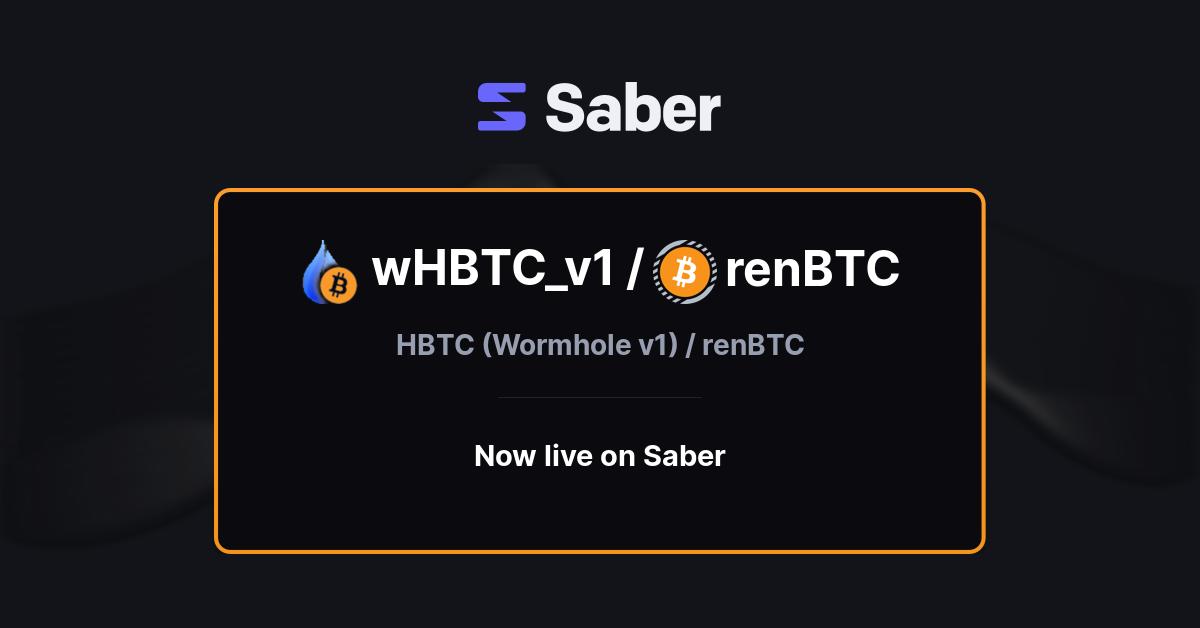 Saber
wHBTC_v1 / renBTC
HBTC (Wormhole v1) / renBTC
Now live on Saber